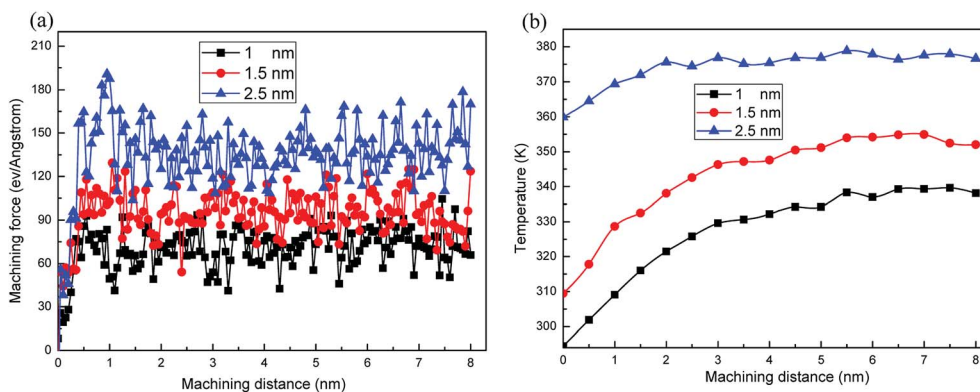 (a)
210
180
150
120
90
60
30
0
Machining force (ev/Angstrom)
1 nm
1.5 nm
2.5 nm
0 1 2 3 4 5 6 7 8
Machining distance (nm)
(b)
380
370
360
350
340
330
320
310
300
Temperature (K)
1 nm
1.5 nm
2.5 nm
0 1 2 3 4 5 6 7 8
Machining distance (nm)